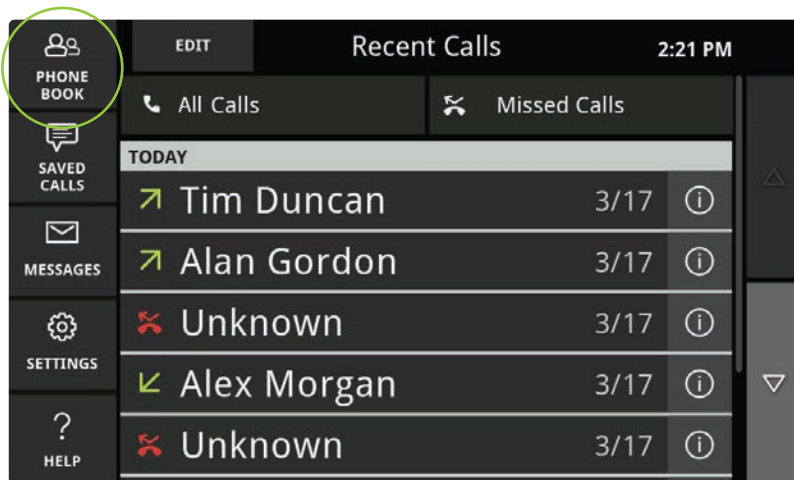 PHONE
BOOK
SAVED
CALLS
MESSAGES
SETTINGS
?
HELP
EDIT
Recent Calls
2:21 PM
All Calls
Missed Calls
TODAY
Tim Duncan 3/17
Alan Gordon 3/17
Unknown 3/17
Alex Morgan 3/17
Unknown 3/17